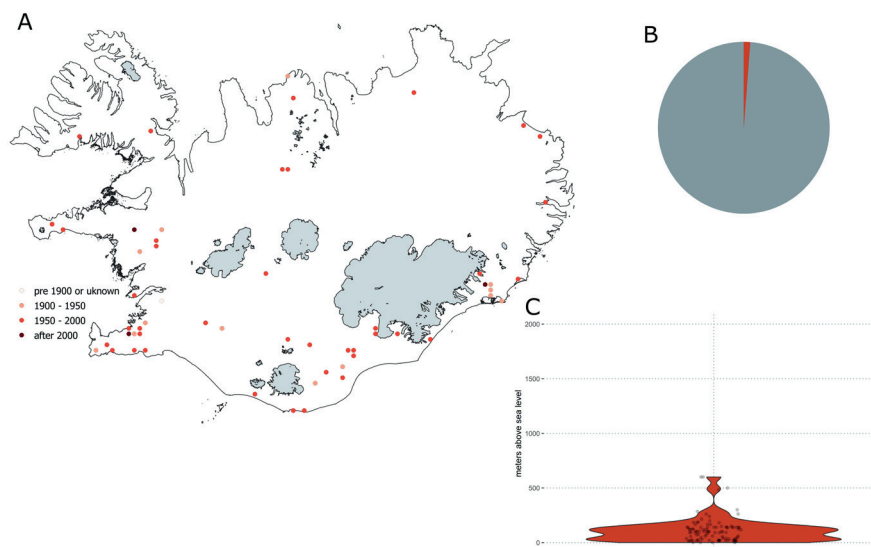 A
B
pre 1900 or uknown
1900 - 1950
1950 - 2000
after 2000
C
meters above sea level
2000
1500
1000
500
0